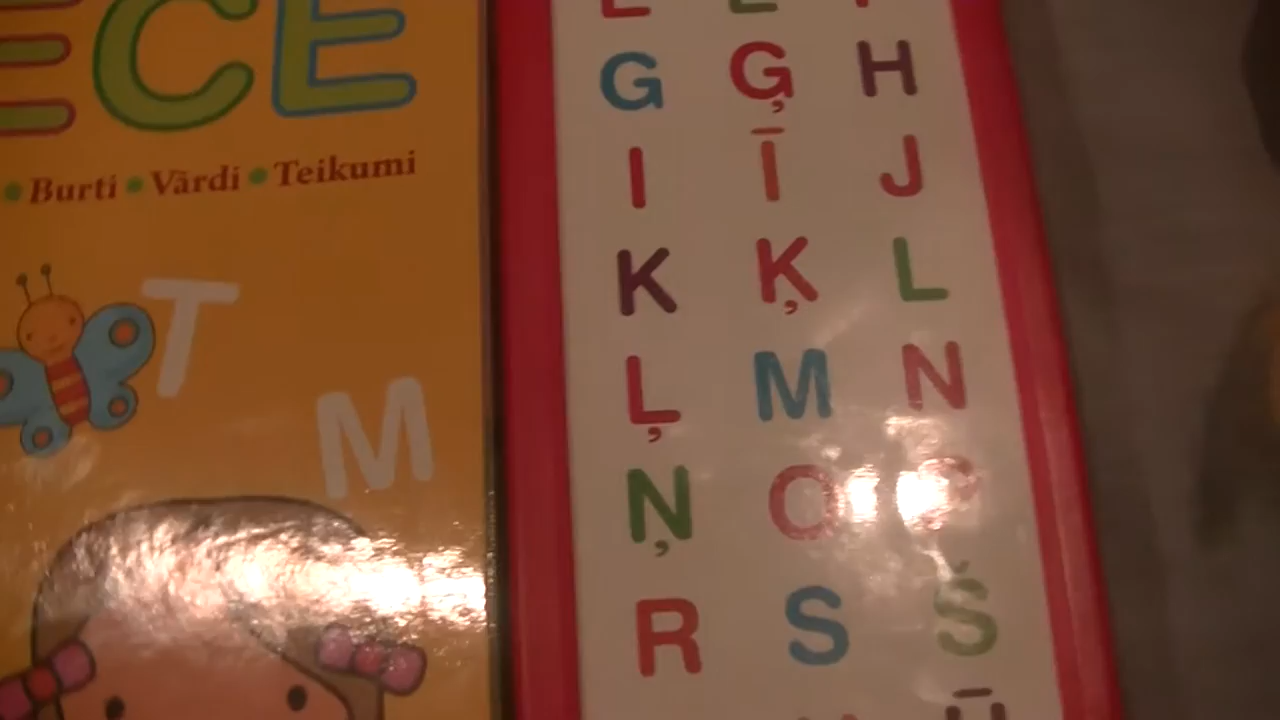 ECE
• Burti • Vārdi • Teikumi
T
M
G Ģ H
I Ī J
K Ķ L
Ļ M N
Ņ O P
R S Š
Ū